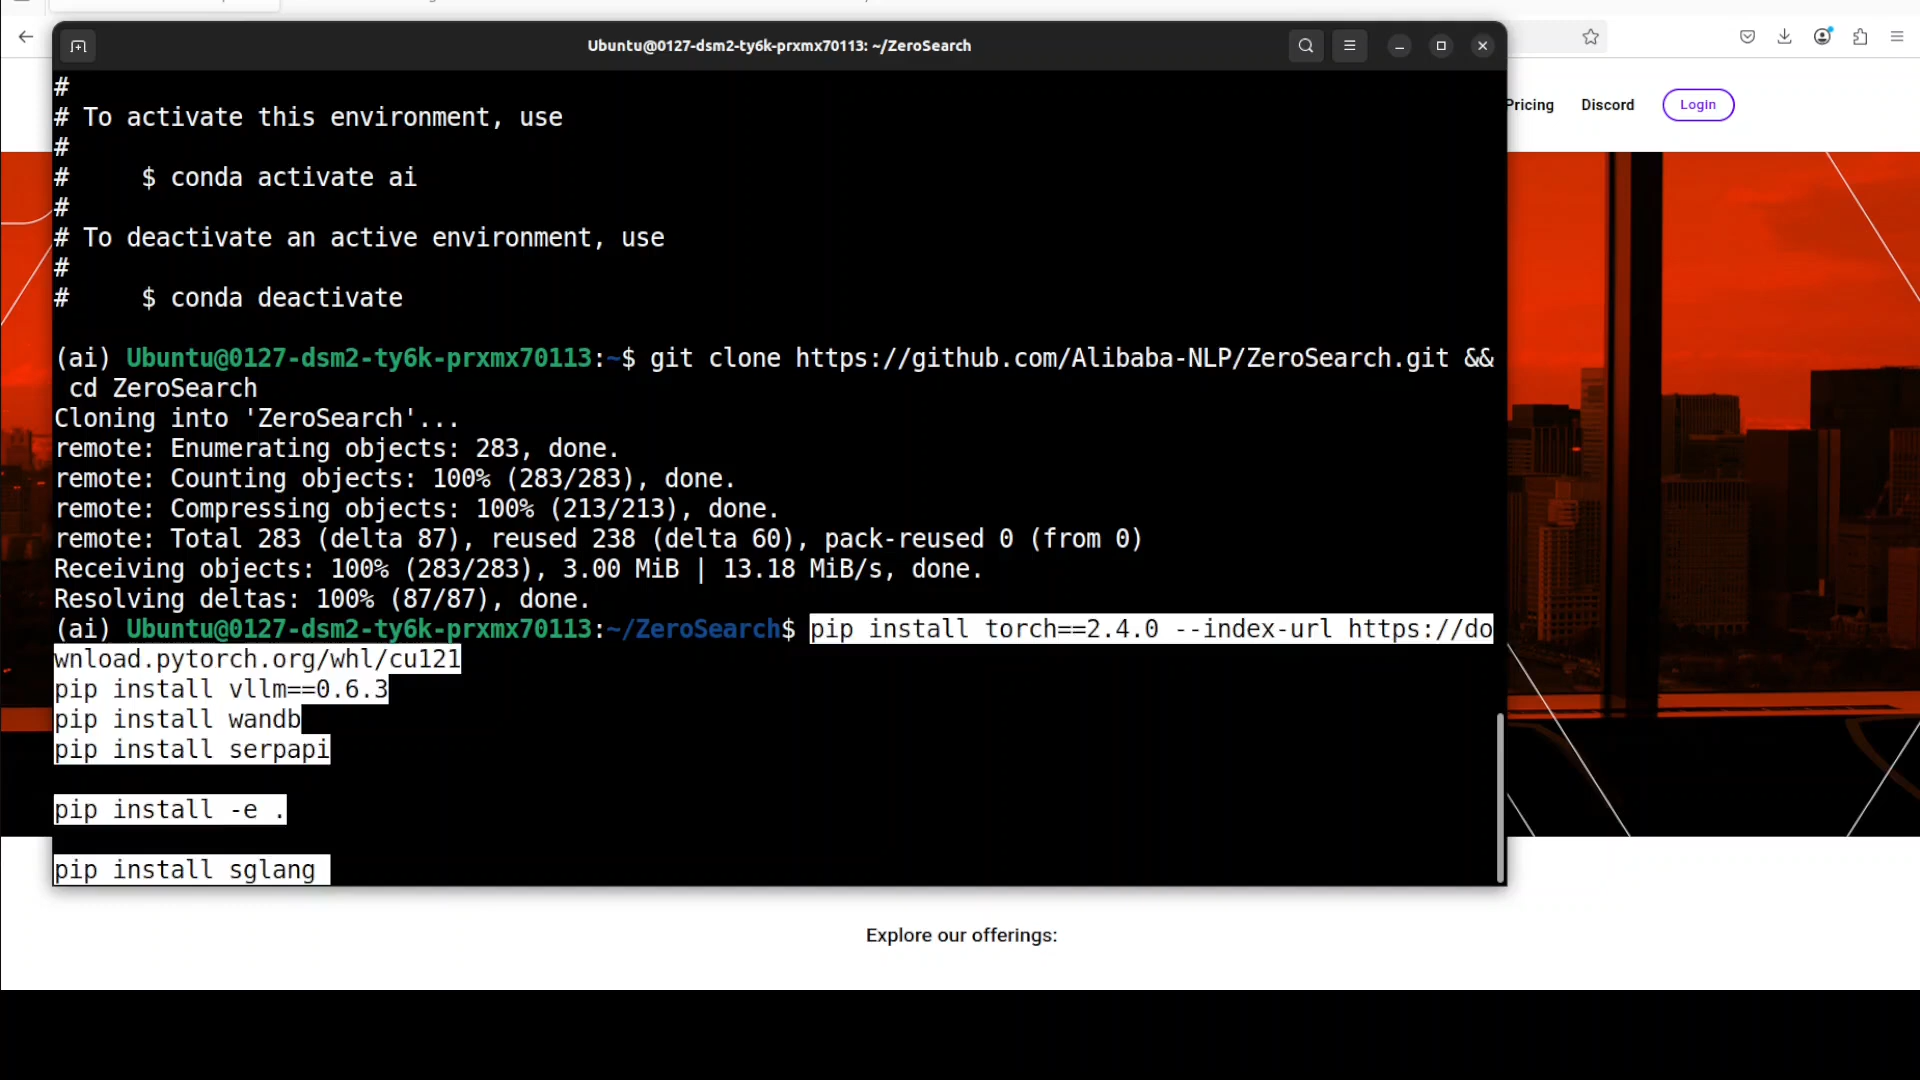 Ubuntu@0127-dsm2-ty6k-prxmx70113: ~/ZeroSearch
Pricing Discord Login
#
# To activate this environment, use
#
#     $ conda activate ai
#
# To deactivate an active environment, use
#
#     $ conda deactivate
(ai) Ubuntu@0127-dsm2-ty6k-prxmx70113:~$ git clone https://github.com/Alibaba-NLP/ZeroSearch.git &&
 cd ZeroSearch
Cloning into 'ZeroSearch'...
remote: Enumerating objects: 283, done.
remote: Counting objects: 100% (283/283), done.
remote: Compressing objects: 100% (213/213), done.
remote: Total 283 (delta 87), reused 238 (delta 60), pack-reused 0 (from 0)
Receiving objects: 100% (283/283), 3.00 MiB | 13.18 MiB/s, done.
Resolving deltas: 100% (87/87), done.
(ai) Ubuntu@0127-dsm2-ty6k-prxmx70113:~/ZeroSearch$ pip install torch==2.4.0 --index-url https://do
wnload.pytorch.org/whl/cu121
pip install vllm==0.6.3
pip install wandb
pip install serpapi
pip install -e .
pip install sglang
Explore our offerings: